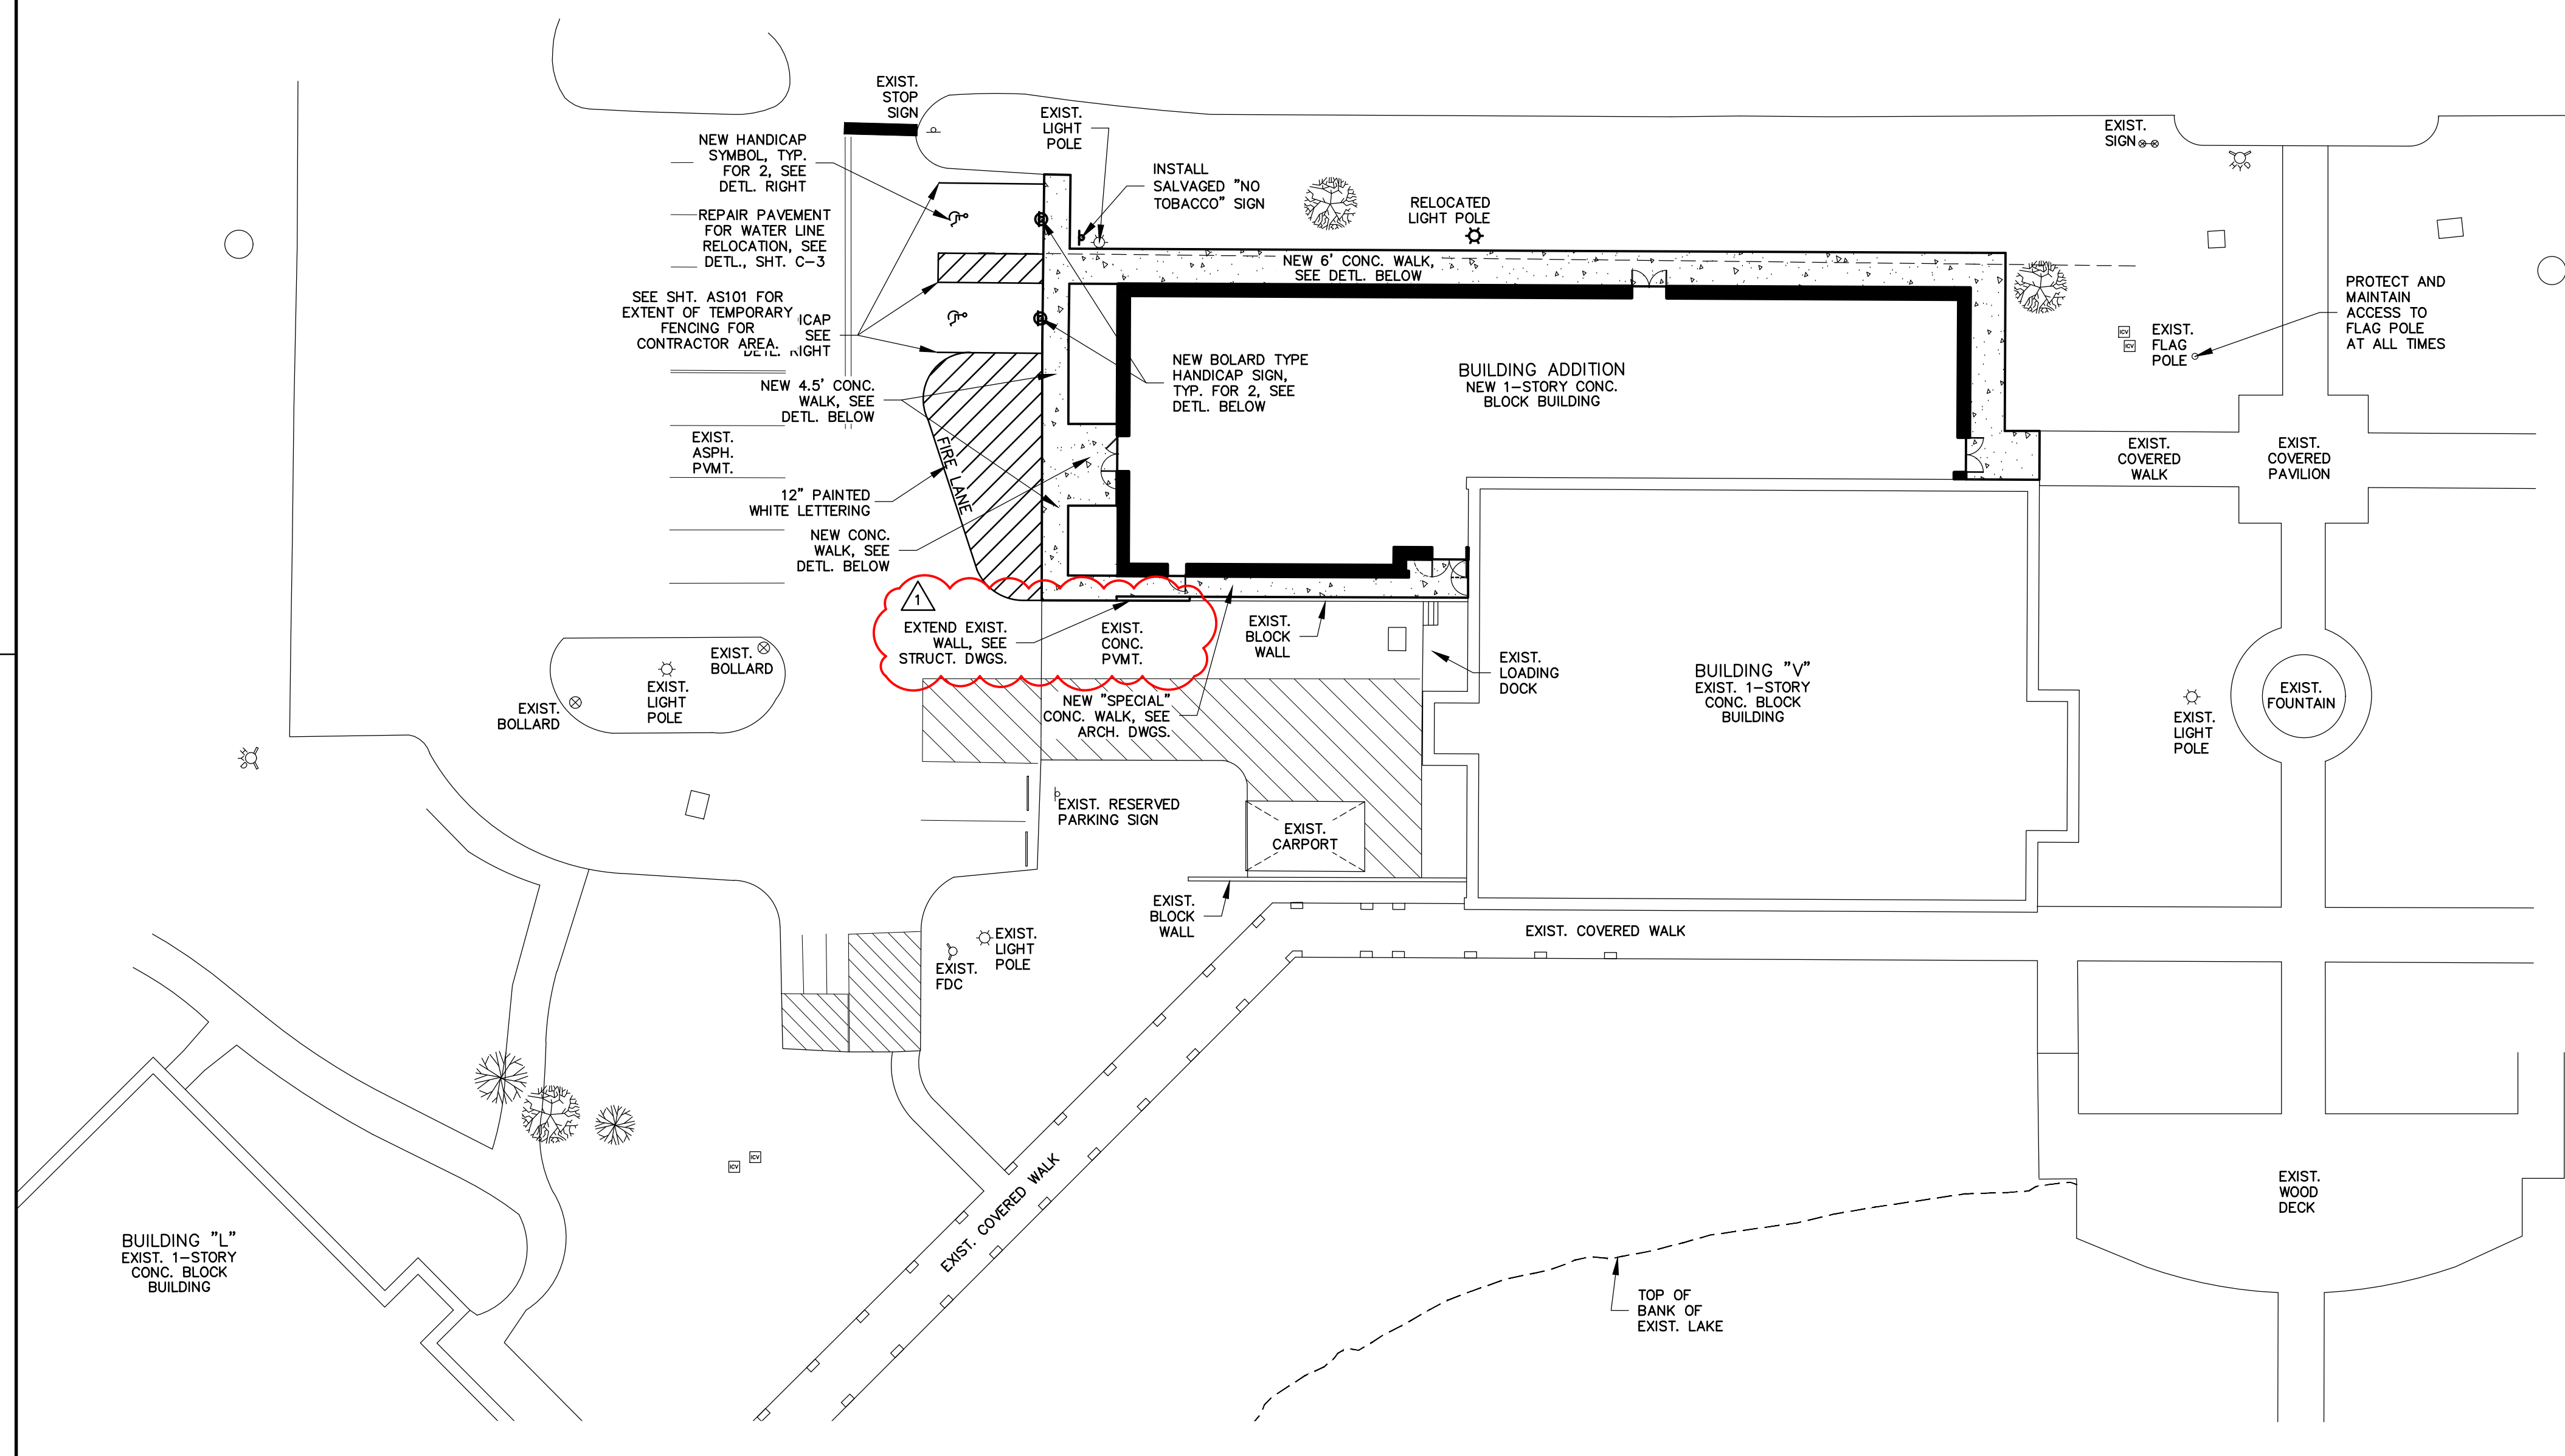 EXIST.
STOP
SIGN
NEW HANDICAP
SYMBOL, TYP.
FOR 2, SEE
DETL. RIGHT
EXIST.
LIGHT
POLE
INSTALL
SALVAGED "NO
TOBACCO" SIGN
RELOCATED
LIGHT POLE
EXIST.
SIGN
REPAIR PAVEMENT
FOR WATER LINE
RELOCATION, SEE
DETL., SHT. C-3
NEW 6' CONC. WALK,
SEE DETL. BELOW
SEE SHT. AS101 FOR
EXTENT OF TEMPORARY
FENCING FOR
CONTRACTOR AREA.
ICAP
SEE
DETL. RIGHT
PROTECT AND
MAINTAIN
ACCESS TO
FLAG POLE
AT ALL TIMES
ICV
ICV
EXIST.
FLAG
POLE
NEW BOLARD TYPE
HANDICAP SIGN,
TYP. FOR 2, SEE
DETL. BELOW
BUILDING ADDITION
NEW 1-STORY CONC.
BLOCK BUILDING
NEW 4.5' CONC.
WALK, SEE
DETL. BELOW
EXIST.
ASPH.
PVMT.
FIRE LANE
EXIST.
COVERED
WALK
EXIST.
COVERED
PAVILION
12" PAINTED
WHITE LETTERING
NEW CONC.
WALK, SEE
DETL. BELOW
1
EXTEND EXIST.
WALL, SEE
STRUCT. DWGS.
EXIST.
CONC.
PVMT.
EXIST.
BLOCK
WALL
EXIST.
LOADING
DOCK
BUILDING "V"
EXIST. 1-STORY
CONC. BLOCK
BUILDING
EXIST.
BOLLARD
EXIST.
LIGHT
POLE
EXIST.
BOLLARD
NEW "SPECIAL"
CONC. WALK, SEE
ARCH. DWGS.
EXIST.
LIGHT
POLE
EXIST.
FOUNTAIN
EXIST. RESERVED
PARKING SIGN
EXIST.
CARPORT
EXIST.
BLOCK
WALL
EXIST. COVERED WALK
EXIST.
LIGHT
POLE
EXIST.
FDC
ICV
ICV
EXIST. COVERED WALK
EXIST.
WOOD
DECK
BUILDING "L"
EXIST. 1-STORY
CONC. BLOCK
BUILDING
TOP OF
BANK OF
EXIST. LAKE